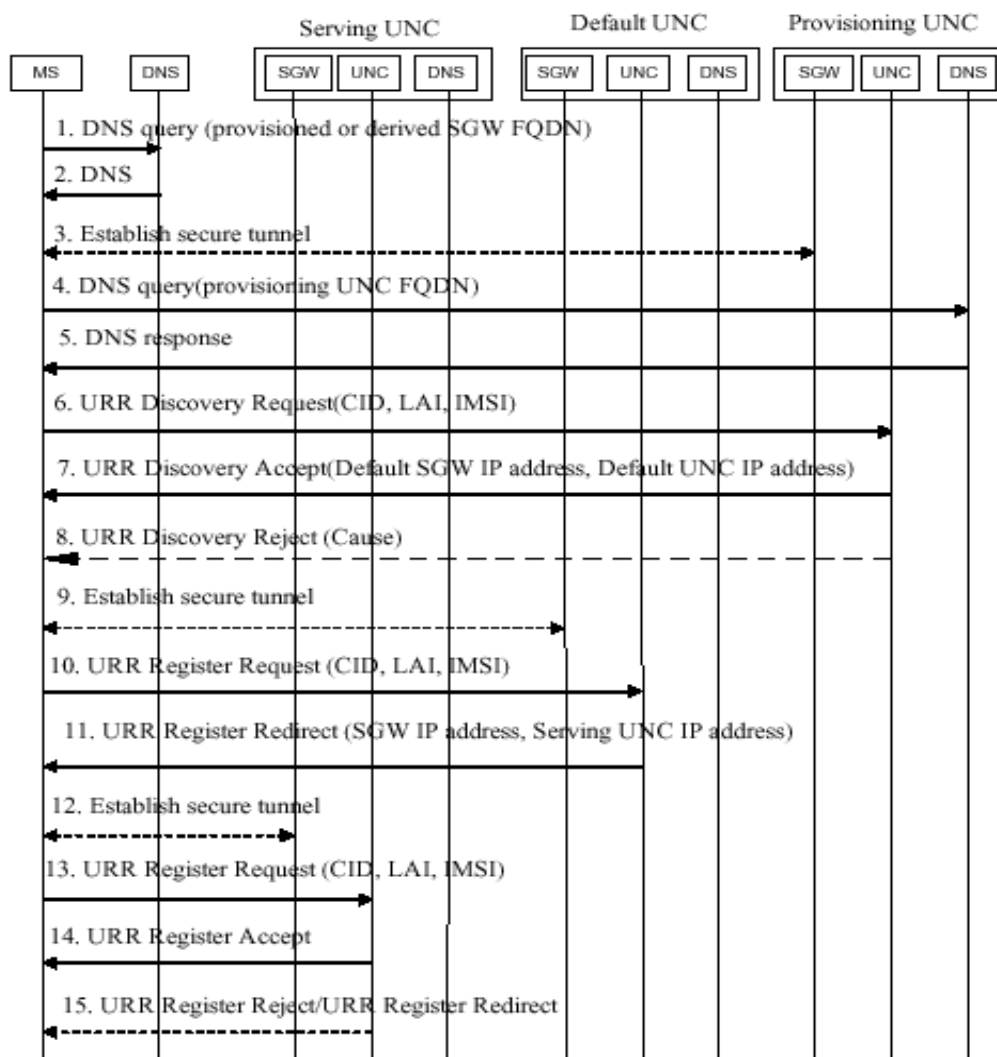 Serving UNC
Default UNC
Provisioning UNC
MS
DNS
SGW
UNC
DNS
SGW
UNC
DNS
SGW
UNC
DNS
1. DNS query (provisioned or derived SGW FQDN)
2. DNS
3. Establish secure tunnel
4. DNS query(provisioning UNC FQDN)
5. DNS response
6. URR Discovery Request(CID, LAI, IMSI)
7. URR Discovery Accept(Default SGW IP address, Default UNC IP address)
8. URR Discovery Reject (Cause)
9. Establish secure tunnel
10. URR Register Request (CID, LAI, IMSI)
11. URR Register Redirect (SGW IP address, Serving UNC IP address)
12. Establish secure tunnel
13. URR Register Request (CID, LAI, IMSI)
14. URR Register Accept
15. URR Register Reject/URR Register Redirect